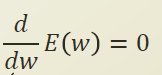 d/dw E(w) = 0